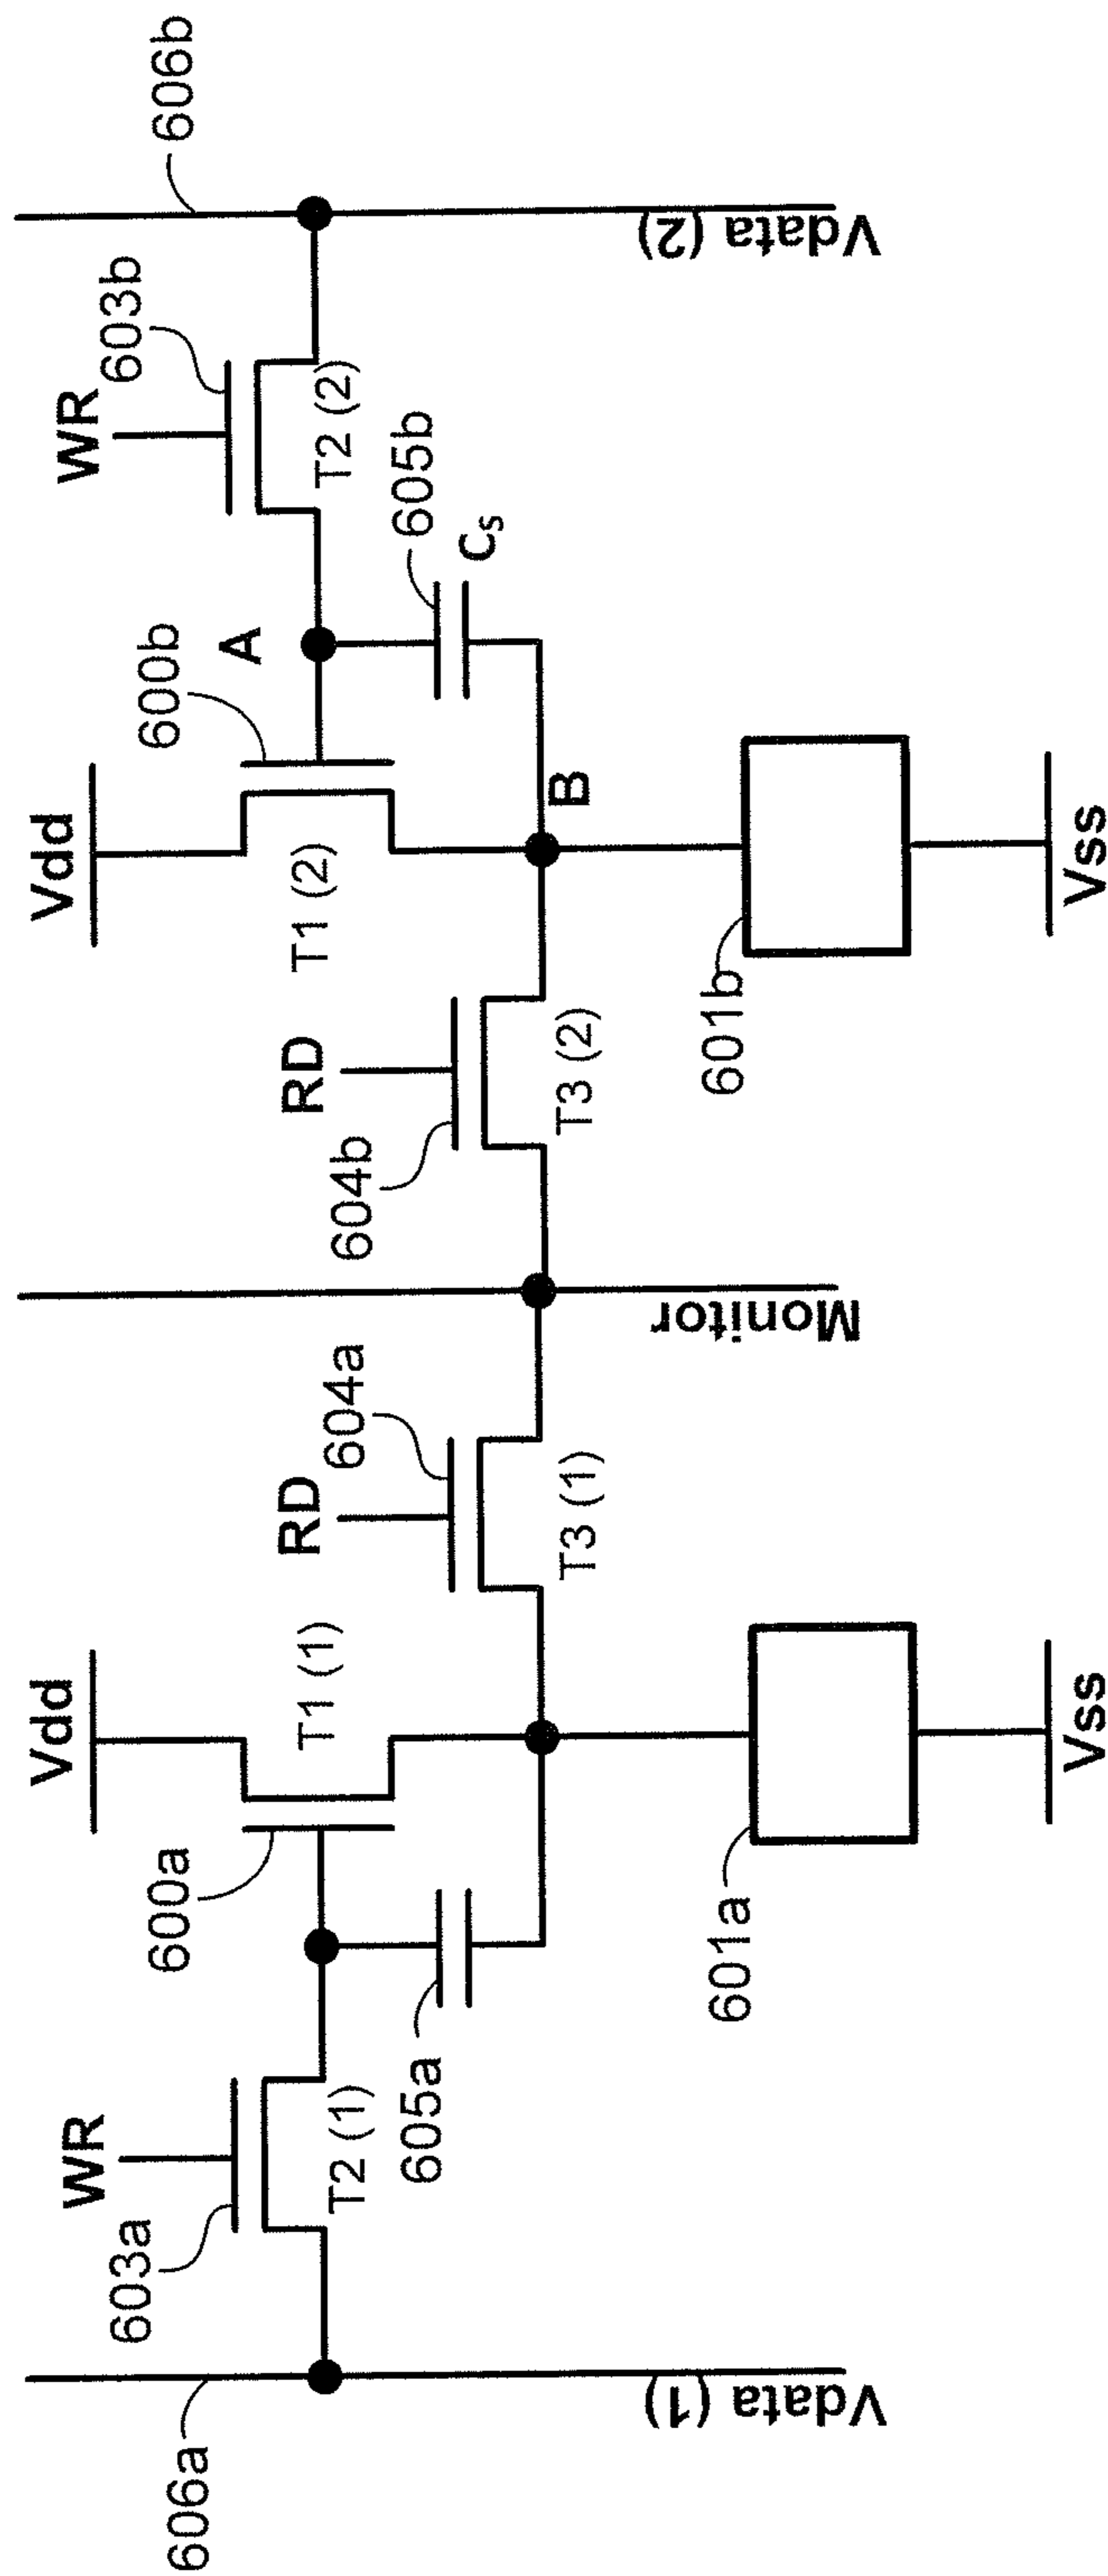 Vdd
Vdd
WR
WR
606a
603a
600a
T1 (1)
RD
604a
RD
604b
T1 (2)
600b
A
603b
606b
T2 (1)
605a
T3 (1)
T3 (2)
B
605b
Cs
T2 (2)
Vdata (1)
601a
Monitor
601b
Vdata (2)
Vss
Vss